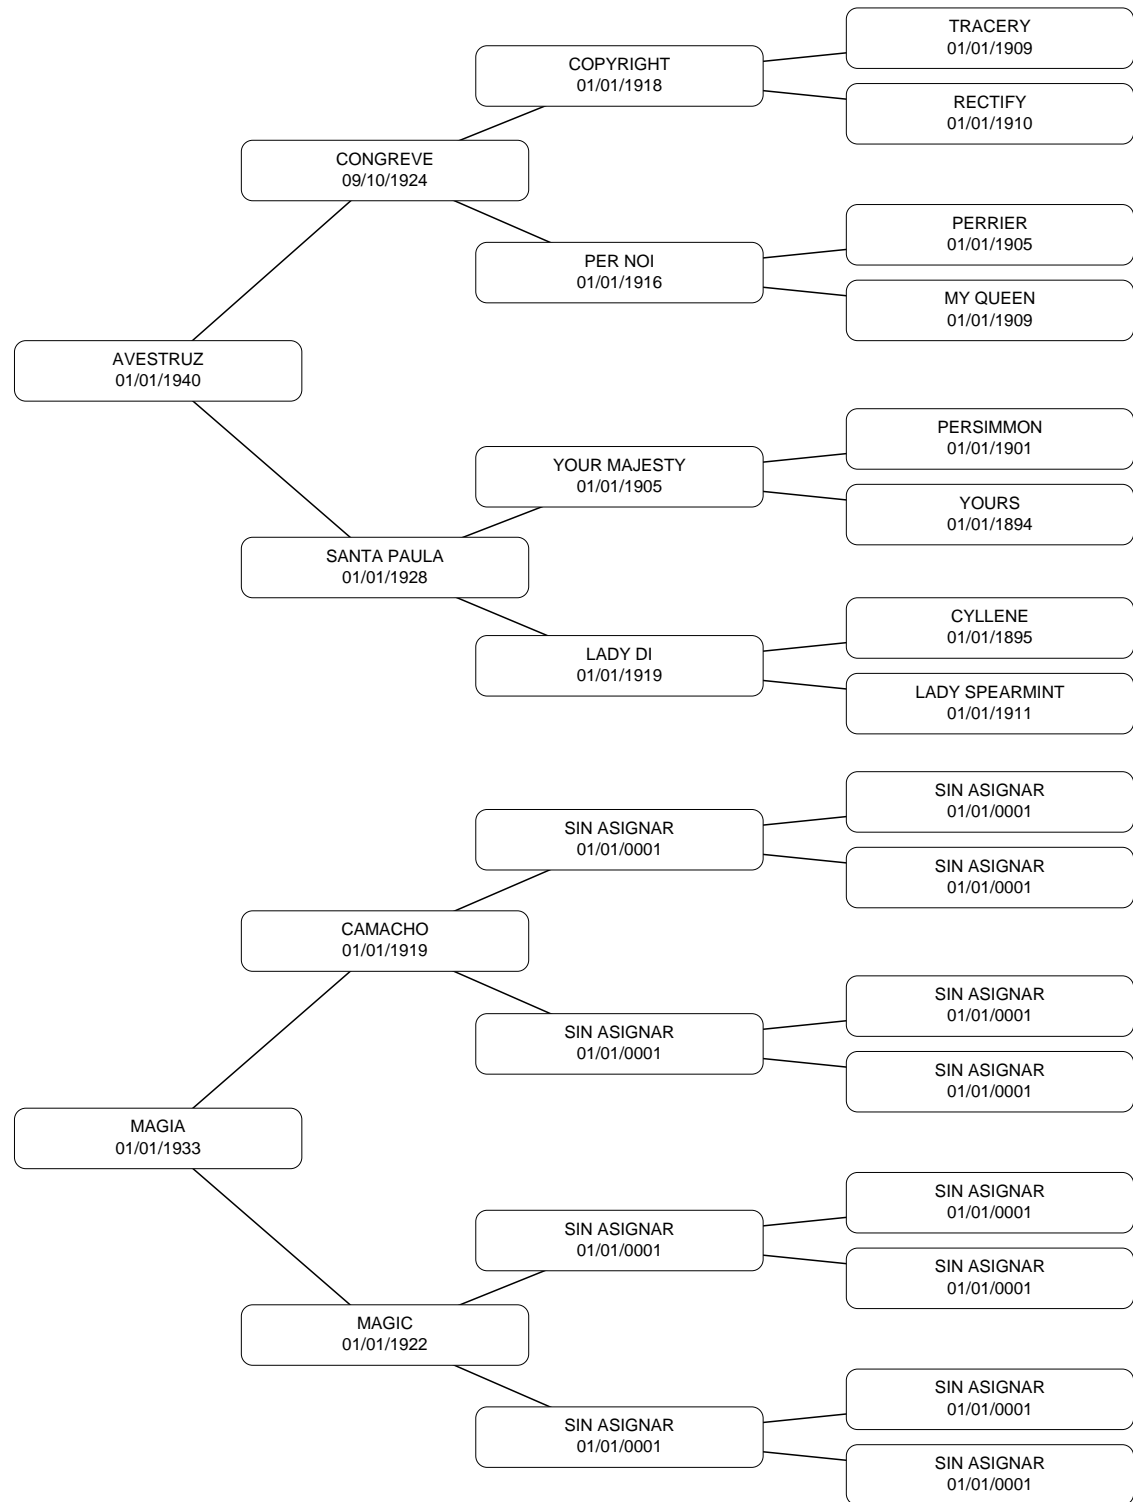 TRACERY
01/01/1909
COPYRIGHT
01/01/1918
RECTIFY
01/01/1910
CONGREVE
09/10/1924
PERRIER
01/01/1905
PER NOI
01/01/1916
MY QUEEN
01/01/1909
AVESTRUZ
01/01/1940
PERSIMMON
01/01/1901
YOUR MAJESTY
01/01/1905
YOURS
01/01/1894
SANTA PAULA
01/01/1928
CYLLENE
01/01/1895
LADY DI
01/01/1919
LADY SPEARMINT
01/01/1911
SIN ASIGNAR
01/01/0001
SIN ASIGNAR
01/01/0001
SIN ASIGNAR
01/01/0001
CAMACHO
01/01/1919
SIN ASIGNAR
01/01/0001
SIN ASIGNAR
01/01/0001
SIN ASIGNAR
01/01/0001
MAGIA
01/01/1933
SIN ASIGNAR
01/01/0001
SIN ASIGNAR
01/01/0001
SIN ASIGNAR
01/01/0001
MAGIC
01/01/1922
SIN ASIGNAR
01/01/0001
SIN ASIGNAR
01/01/0001
SIN ASIGNAR
01/01/0001